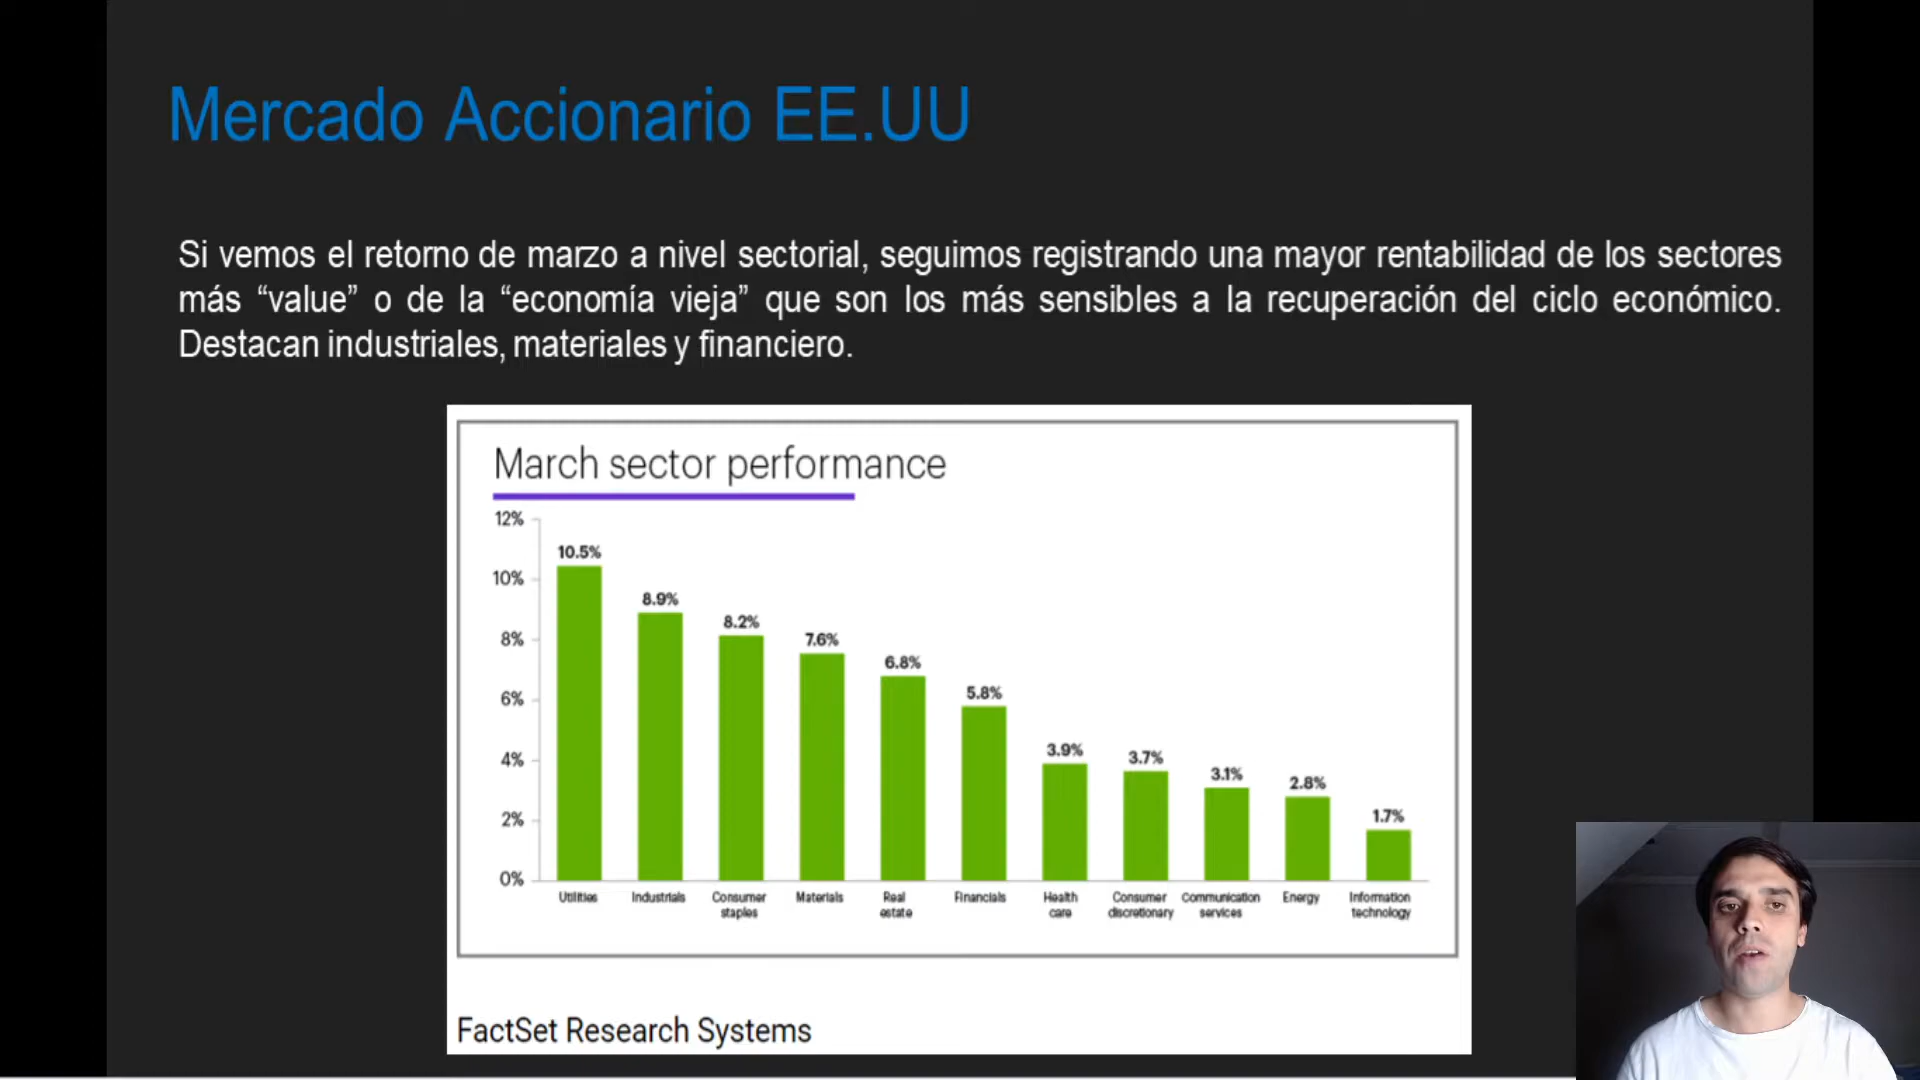 Mercado Accionario EE.UU
Si vemos el retorno de marzo a nivel sectorial, seguimos registrando una mayor rentabilidad de los sectores
más “value” o de la “economía vieja” que son los más sensibles a la recuperación del ciclo económico.
Destacan industriales, materiales y financiero.
March sector performance
12%
10%
8%
6%
4%
2%
0%
10.5%
8.9%
8.2%
7.6%
6.8%
5.8%
3.9%
3.7%
3.1%
2.8%
1.7%
Utilities
Industrials
Consumer
staples
Materials
Real
estate
Financials
Health
care
Consumer
discretionary
Communication
services
Energy
Information
technology
FactSet Research Systems